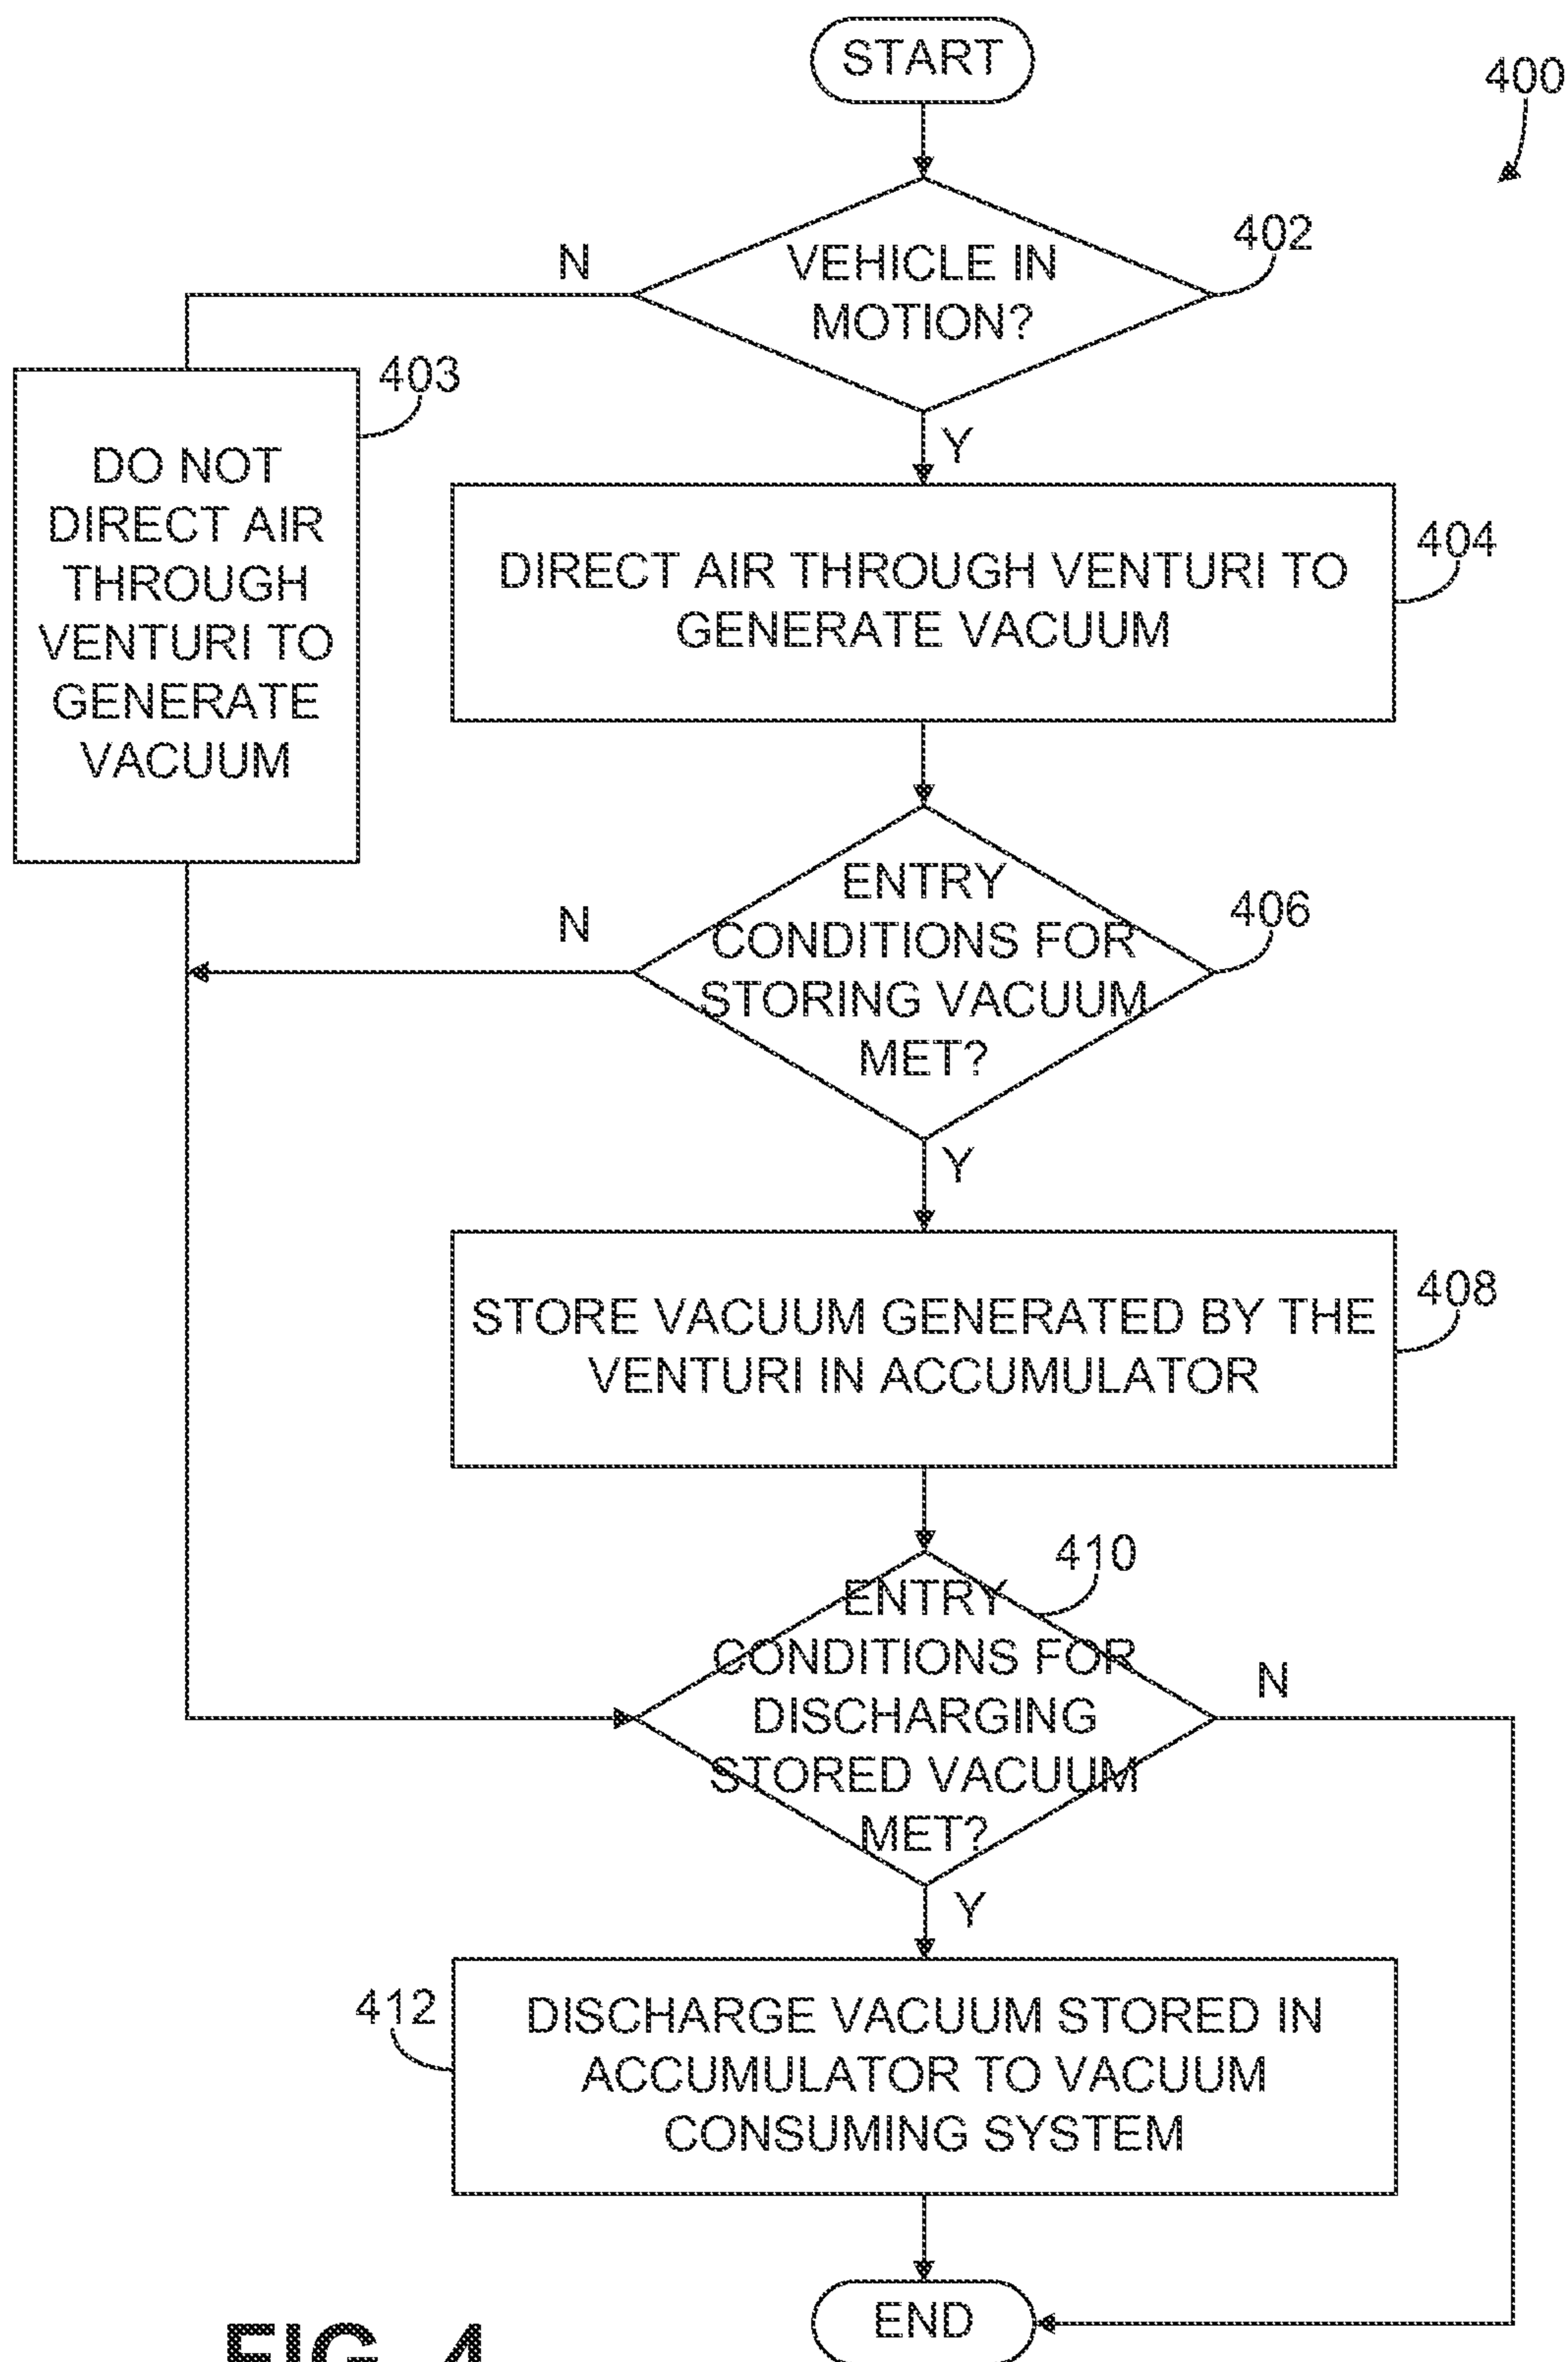 START
400
402
VEHICLE IN
MOTION?
N
Y
403
DO NOT
DIRECT AIR
THROUGH
VENTURI TO
GENERATE
VACUUM
404
DIRECT AIR THROUGH VENTURI TO
GENERATE VACUUM
406
ENTRY
CONDITIONS FOR
STORING VACUUM
MET?
N
Y
408
STORE VACUUM GENERATED BY THE
VENTURI IN ACCUMULATOR
410
ENTRY
CONDITIONS FOR
DISCHARGING
STORED VACUUM
MET?
N
Y
412
DISCHARGE VACUUM STORED IN
ACCUMULATOR TO VACUUM
CONSUMING SYSTEM
END
FIG. 4